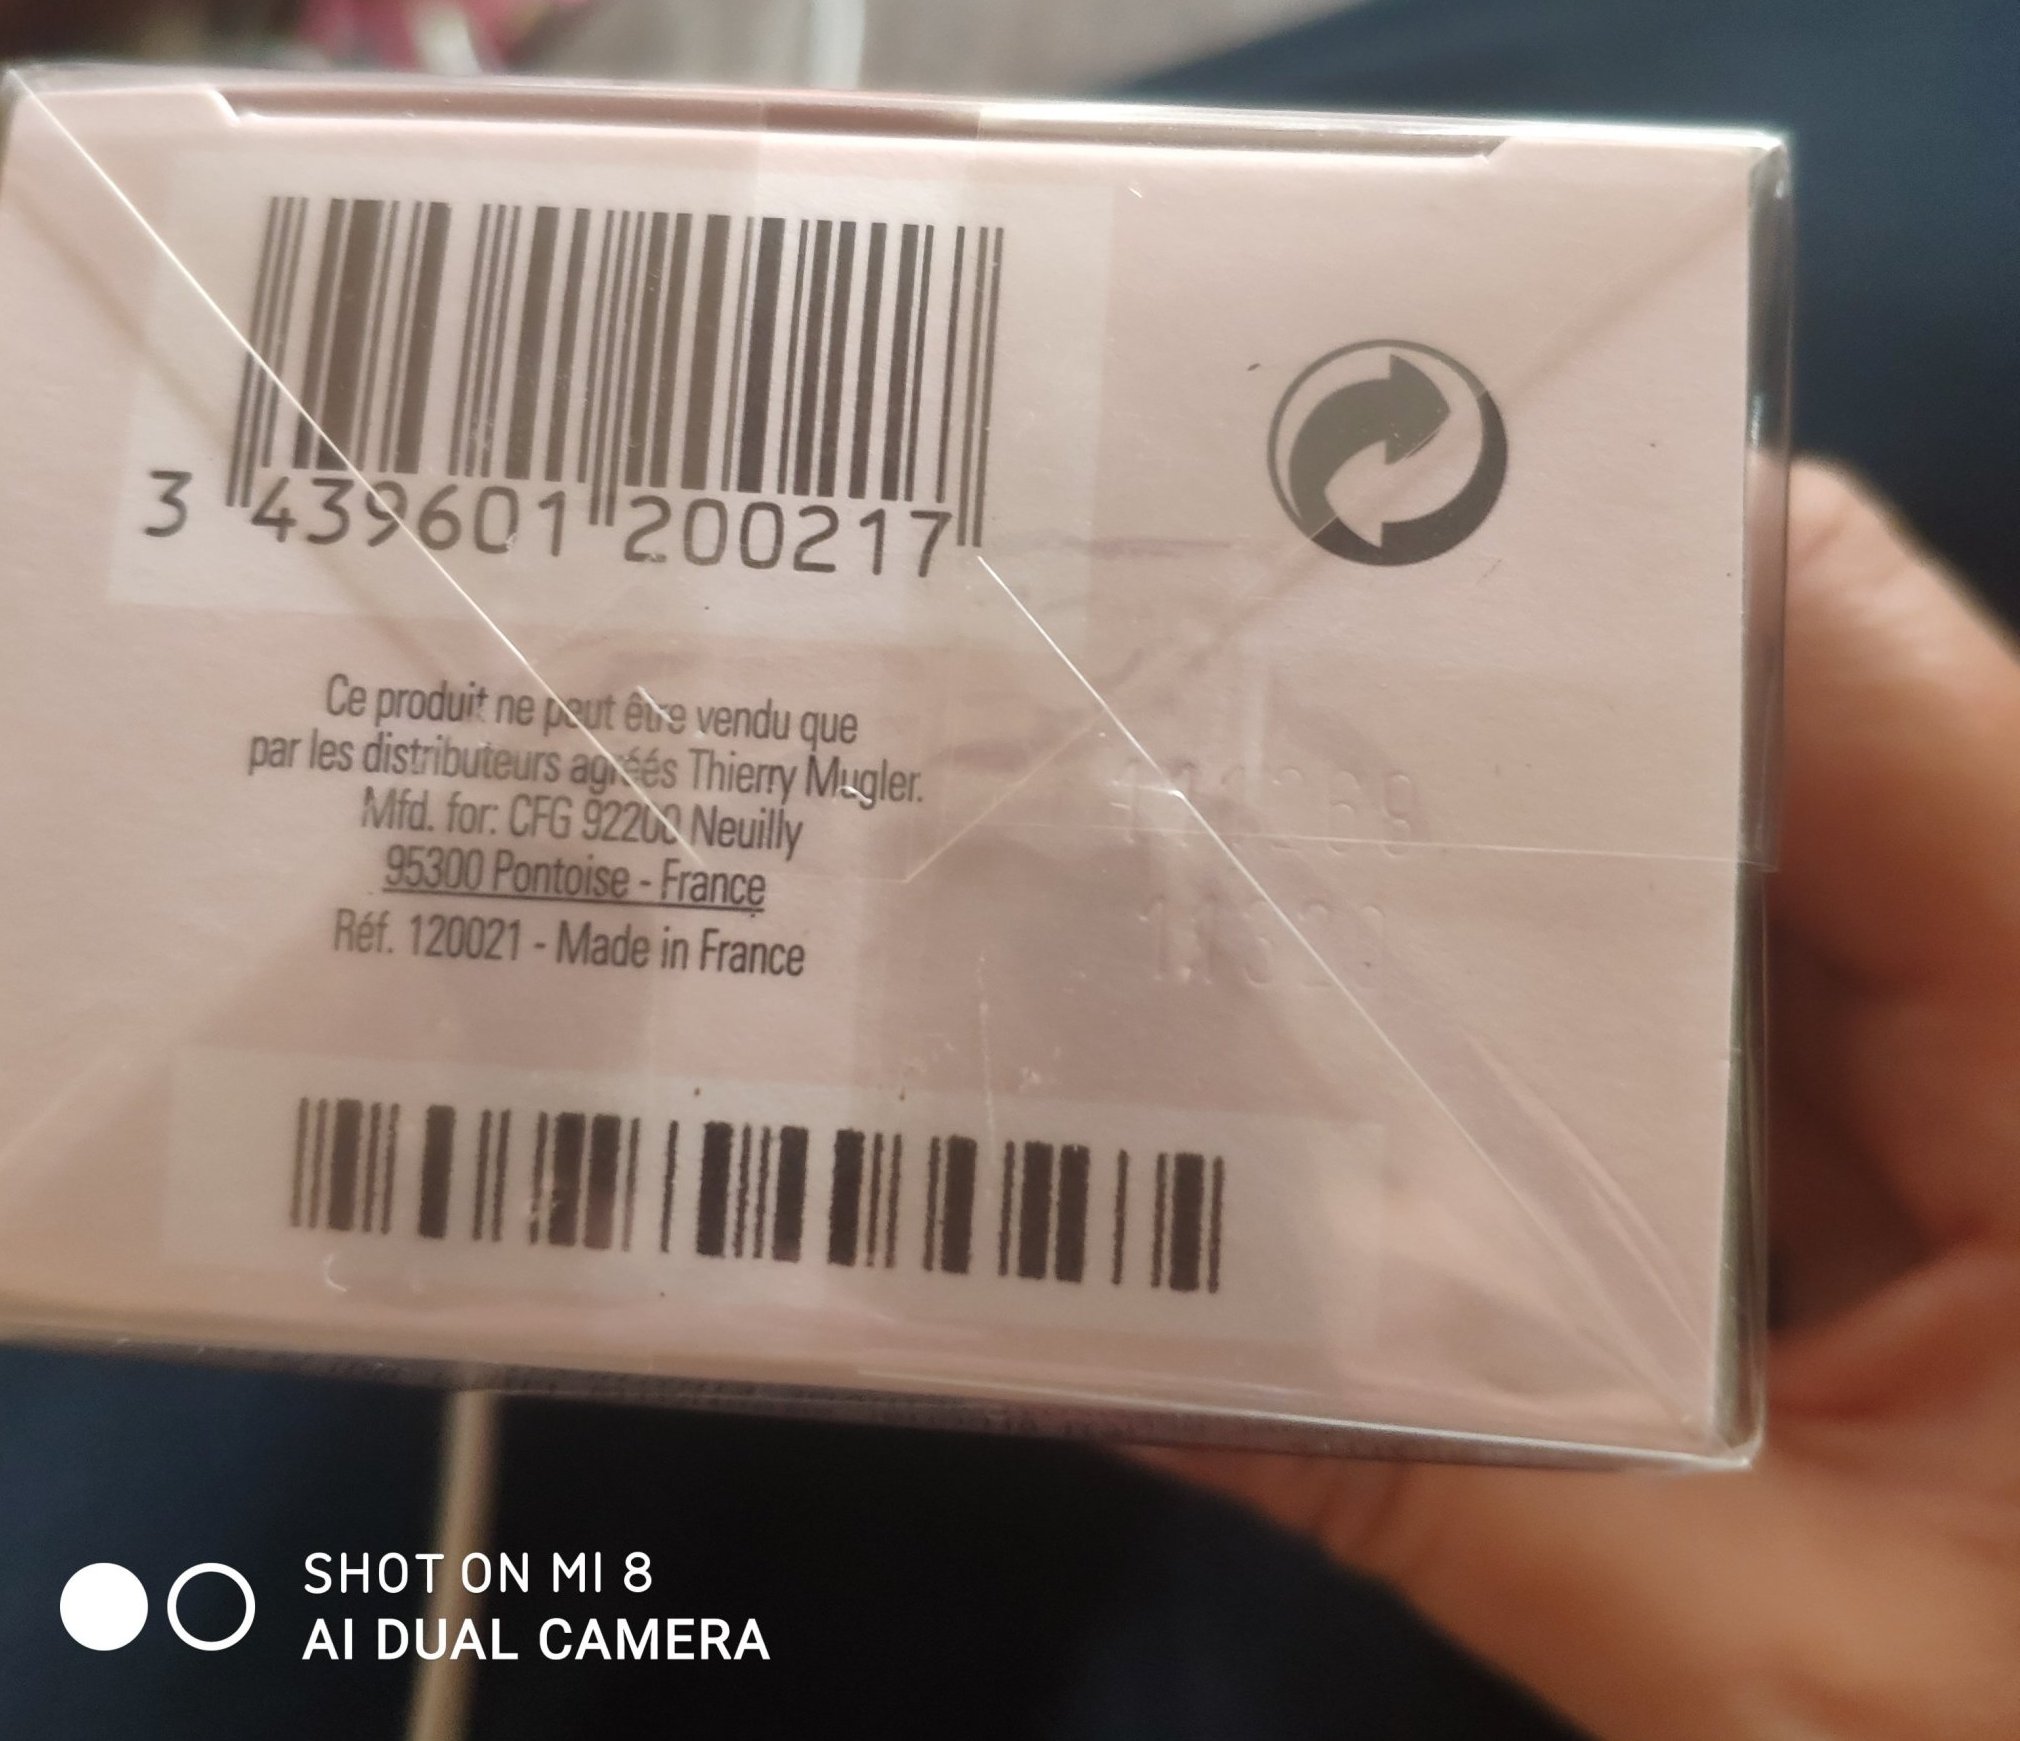 3 439601 200217
Ce produit ne peut être vendu que
par les distributeurs agréés Thierry Mugler.
Mfd. for: CFG 92200 Neuilly
95300 Pontoise - France
Réf. 120021 - Made in France
SHOT ON MI 8
AI DUAL CAMERA